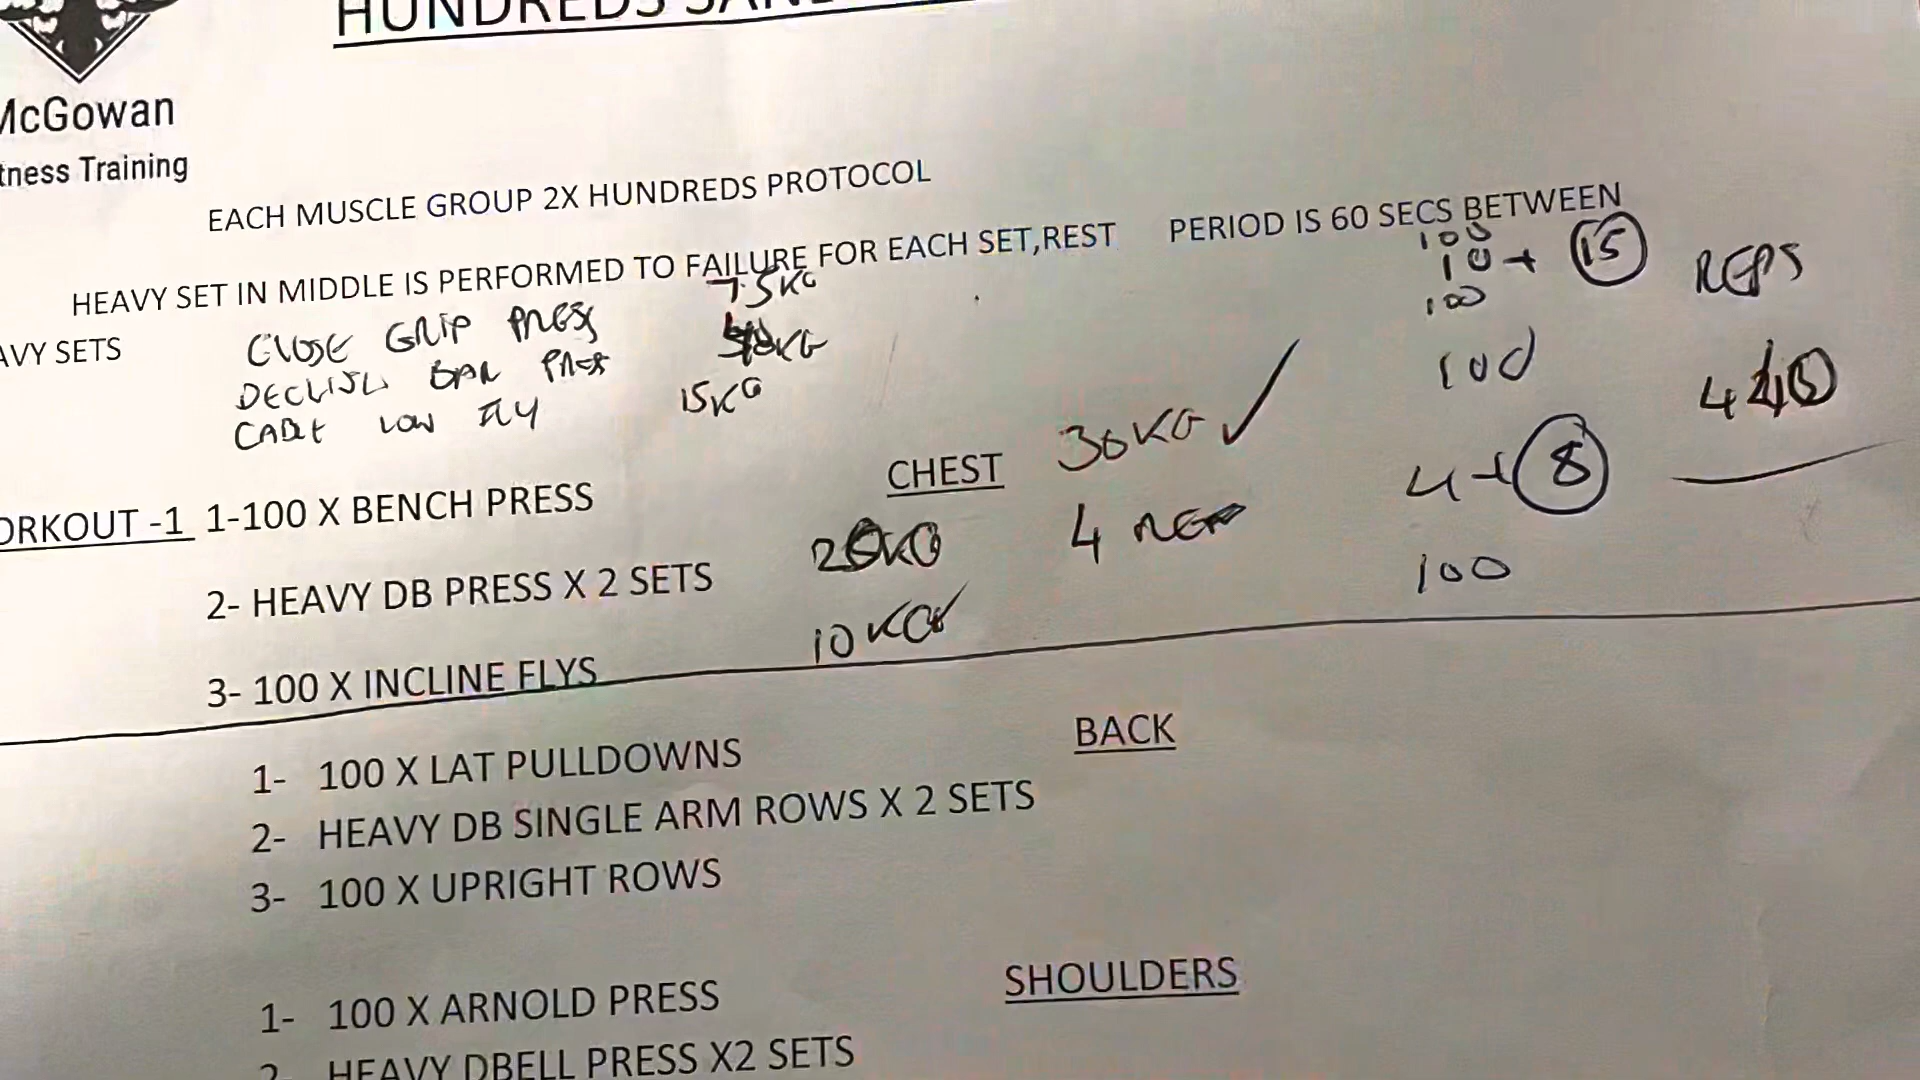 HUNDREDS
McGowan
tness Training
EACH MUSCLE GROUP 2X HUNDREDS PROTOCOL
HEAVY SET IN MIDDLE IS PERFORMED TO FAILURE FOR EACH SET,REST PERIOD IS 60 SECS BETWEEN
AVY SETS
CLOSE GRIP PRESS 7.5KG
DECLINE BAR PRESS
CABLE LOW FLY 15KG
100
10+ 15 REPS
100
100
4+ 8
100
CHEST 30KG ✓
ORKOUT -1 1-100 X BENCH PRESS
2- HEAVY DB PRESS X 2 SETS 4 REP
3- 100 X INCLINE FLYS 10KG
BACK
1- 100 X LAT PULLDOWNS
2- HEAVY DB SINGLE ARM ROWS X 2 SETS
3- 100 X UPRIGHT ROWS
SHOULDERS
1- 100 X ARNOLD PRESS
2- HEAVY DBELL PRESS X2 SETS